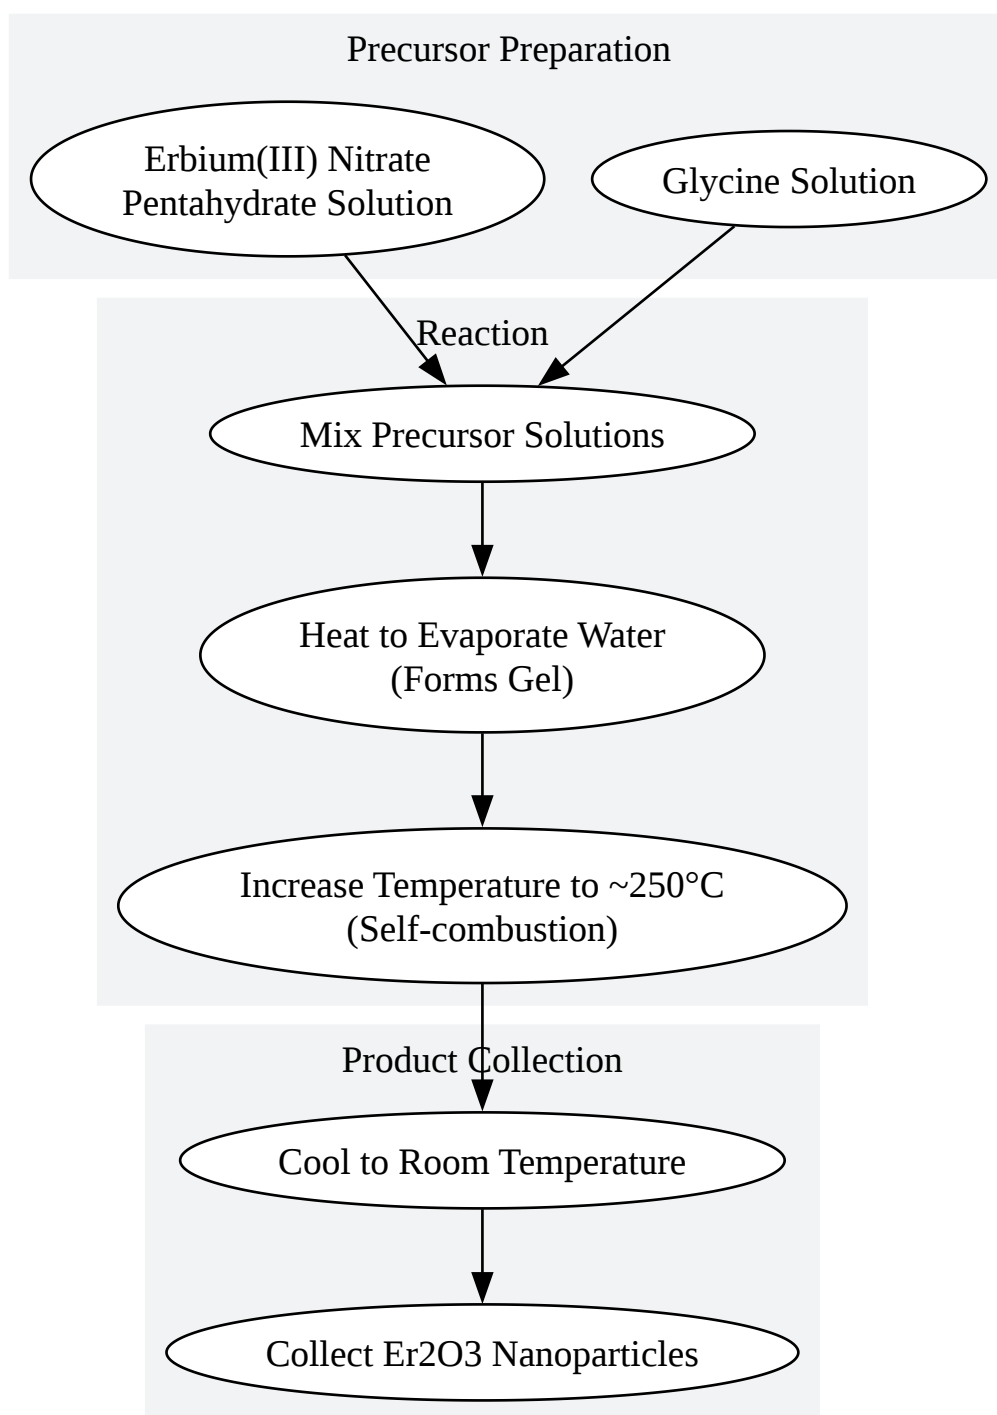 Precursor Preparation
Erbium(III) Nitrate
Pentahydrate Solution
Glycine Solution
Reaction
Mix Precursor Solutions
Heat to Evaporate Water
(Forms Gel)
Increase Temperature to ~250°C
(Self-combustion)
Product Collection
Cool to Room Temperature
Collect Er2O3 Nanoparticles